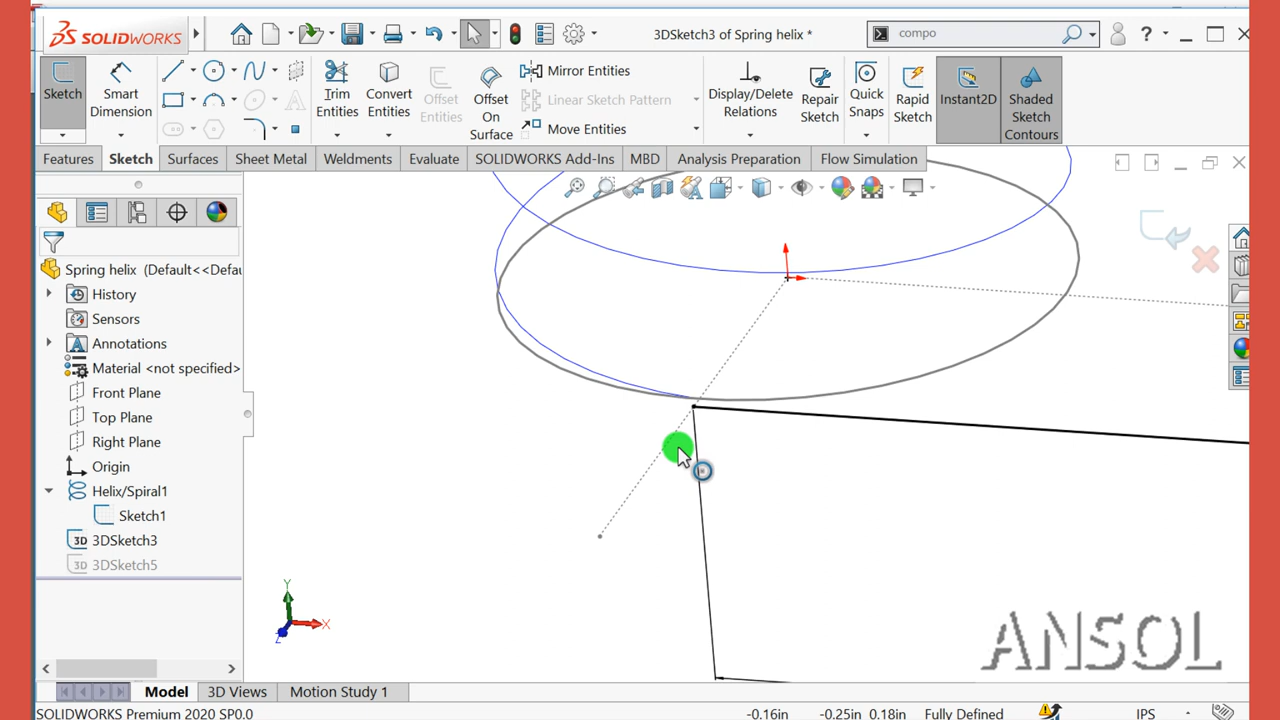 SOLIDWORKS
3DSketch3 of Spring helix *
compo
?
Sketch
Smart Dimension
Trim Entities
Convert Entities
Offset Entities
Offset On Surface
Mirror Entities
Linear Sketch Pattern
Move Entities
Display/Delete Relations
Repair Sketch
Quick Snaps
Rapid Sketch
Instant2D
Shaded Sketch Contours
Features
Sketch
Surfaces
Sheet Metal
Weldments
Evaluate
SOLIDWORKS Add-Ins
MBD
Analysis Preparation
Flow Simulation
Spring helix (Default<<Defau
History
Sensors
Annotations
Material <not specified>
Front Plane
Top Plane
Right Plane
Origin
Helix/Spiral1
Sketch1
3D 3DSketch3
3D 3DSketch5
Y
X
Z
ANSOL
Model
3D Views
Motion Study 1
SOLIDWORKS Premium 2020 SP0.0
-0.16in
-0.25in 0.18in
Fully Defined
IPS